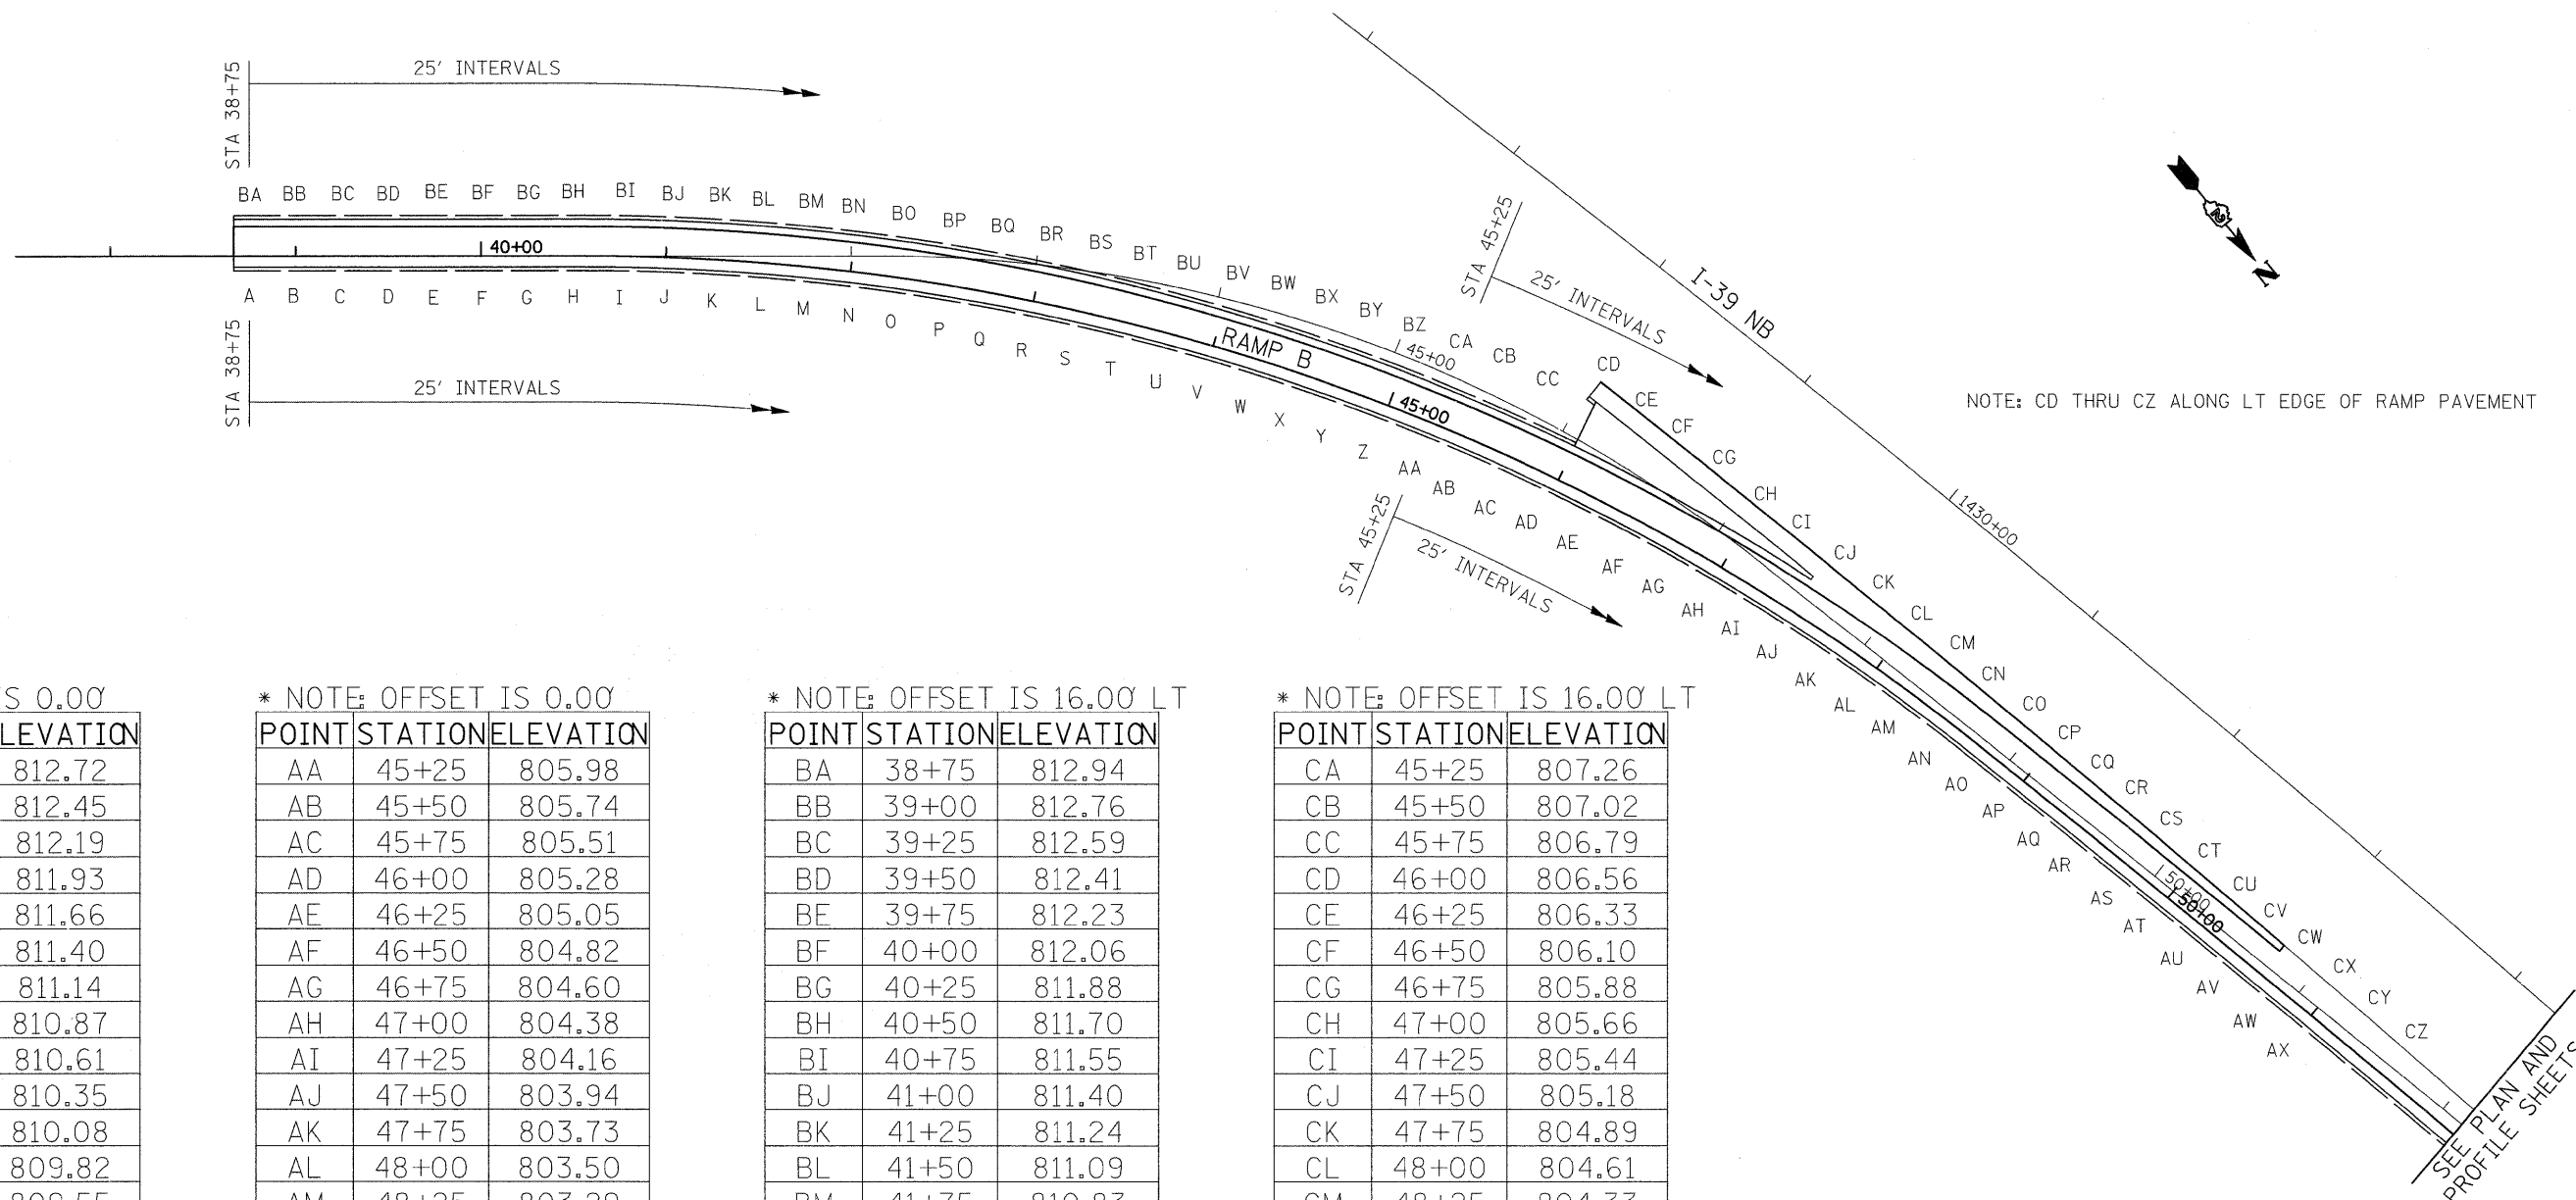 25' INTERVALS
STA 38+75
BA BB BC BD BE BF BG BH BI BJ BK BL BM BN BO BP BQ BR BS BT BU BV BW BX BY BZ CA CB CC CD CE CF CG CH CI CJ CK CL CM CN CO CP CQ CR CS CT CU CV CW CX CY CZ
40+00
A B C D E F G H I J K L M N O P Q R S T U V W X Y Z AA AB AC AD AE AF AG AH AI AJ AK AL AM AN AO AP AQ AR AS AT AU AV AW AX
STA 38+75
25' INTERVALS
RAMP B
45+00
45+00
STA 45+25
25' INTERVALS
STA 45+25
25' INTERVALS
I-39 NB
1430+00
N
NOTE: CD THRU CZ ALONG LT EDGE OF RAMP PAVEMENT
50+00
50+00
SEE PLAN AND
PROFILE SHEETS
S 0.00'
LEVATION
812.72
812.45
812.19
811.93
811.66
811.40
811.14
810.87
810.61
810.35
810.08
809.82
* NOTE: OFFSET IS 0.00'
POINT STATION ELEVATION
AA 45+25 805.98
AB 45+50 805.74
AC 45+75 805.51
AD 46+00 805.28
AE 46+25 805.05
AF 46+50 804.82
AG 46+75 804.60
AH 47+00 804.38
AI 47+25 804.16
AJ 47+50 803.94
AK 47+75 803.73
AL 48+00 803.50
* NOTE: OFFSET IS 16.00' LT
POINT STATION ELEVATION
BA 38+75 812.94
BB 39+00 812.76
BC 39+25 812.59
BD 39+50 812.41
BE 39+75 812.23
BF 40+00 812.06
BG 40+25 811.88
BH 40+50 811.70
BI 40+75 811.55
BJ 41+00 811.40
BK 41+25 811.24
BL 41+50 811.09
* NOTE: OFFSET IS 16.00' LT
POINT STATION ELEVATION
CA 45+25 807.26
CB 45+50 807.02
CC 45+75 806.79
CD 46+00 806.56
CE 46+25 806.33
CF 46+50 806.10
CG 46+75 805.88
CH 47+00 805.66
CI 47+25 805.44
CJ 47+50 805.18
CK 47+75 804.89
CL 48+00 804.61